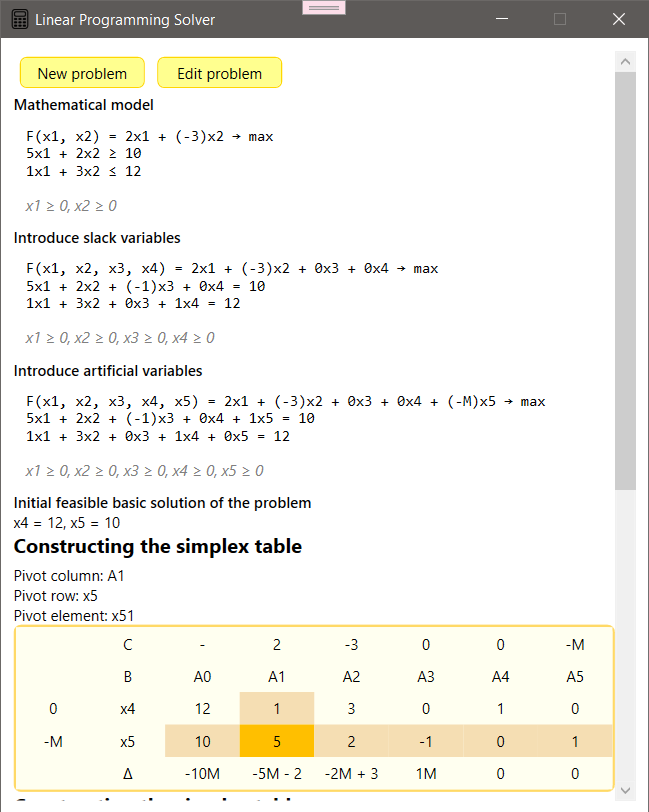 Linear Programming Solver
New problem Edit problem
Mathematical model
F(x1, x2) = 2x1 + (-3)x2 → max
5x1 + 2x2 ≥ 10
1x1 + 3x2 ≤ 12
x1 ≥ 0, x2 ≥ 0
Introduce slack variables
F(x1, x2, x3, x4) = 2x1 + (-3)x2 + 0x3 + 0x4 → max
5x1 + 2x2 + (-1)x3 + 0x4 = 10
1x1 + 3x2 + 0x3 + 1x4 = 12
x1 ≥ 0, x2 ≥ 0, x3 ≥ 0, x4 ≥ 0
Introduce artificial variables
F(x1, x2, x3, x4, x5) = 2x1 + (-3)x2 + 0x3 + 0x4 + (-M)x5 → max
5x1 + 2x2 + (-1)x3 + 0x4 + 1x5 = 10
1x1 + 3x2 + 0x3 + 1x4 + 0x5 = 12
x1 ≥ 0, x2 ≥ 0, x3 ≥ 0, x4 ≥ 0, x5 ≥ 0
Initial feasible basic solution of the problem
x4 = 12, x5 = 10
Constructing the simplex table
Pivot column: A1
Pivot row: x5
Pivot element: x51
C - 2 -3 0 0 -M
B A0 A1 A2 A3 A4 A5
0 x4 12 1 3 0 1 0
-M x5 10 5 2 -1 0 1
Δ -10M -5M - 2 -2M + 3 1M 0 0